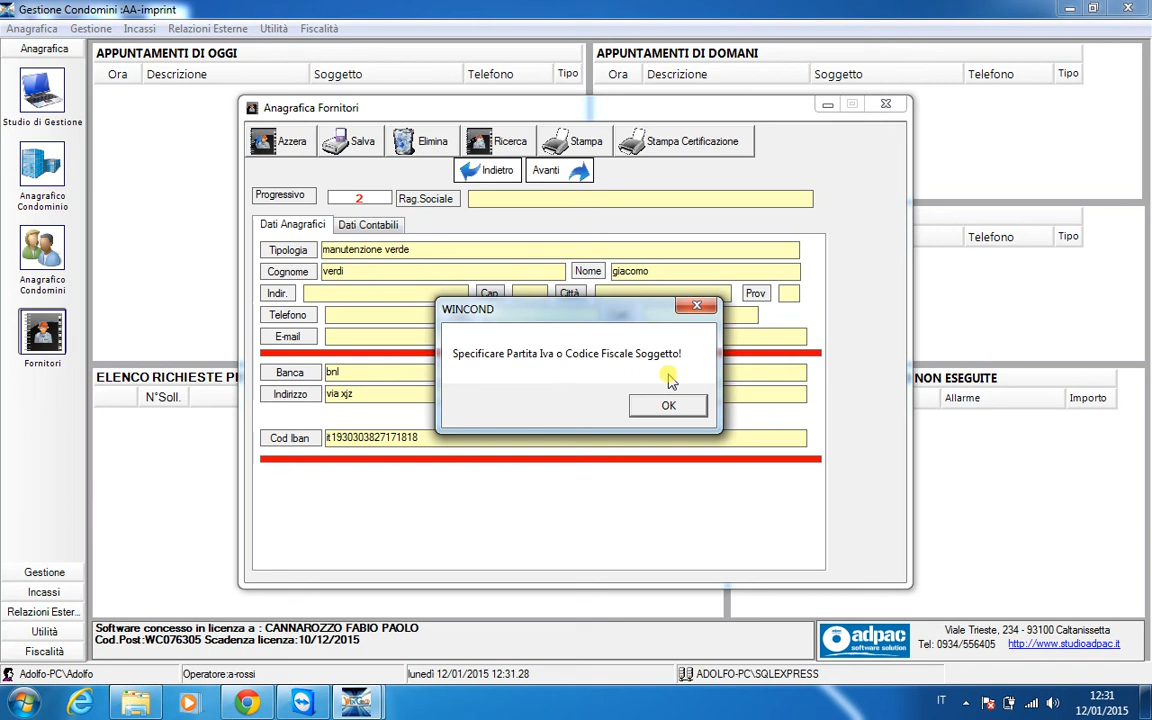 Gestione Condomini :AA-imprint
Anagrafica Gestione Incassi Relazioni Esterne Utilità Fiscalità
Anagrafica
Studio di Gestione
Anagrafico
Condominio
Anagrafico
Condomini
Fornitori
Gestione
Incassi
Relazioni Ester...
Utilità
Fiscalità
APPUNTAMENTI DI OGGI
Ora Descrizione Soggetto Telefono Tipo
APPUNTAMENTI DI DOMANI
Ora Descrizione Soggetto Telefono Tipo
Telefono Tipo
ELENCO RICHIESTE
N°Soll.
NON ESEGUITE
Allarme Importo
Anagrafica Fornitori
Azzera Salva Elimina Ricerca Stampa Stampa Certificazione
Indietro Avanti
Progressivo 2 Rag.Sociale
Dati Anagrafici Dati Contabili
Tipologia manutenzione verde
Cognome verdi Nome giacomo
Indir. Cap Città Prov
Telefono
E-mail
Banca bnl
Indirizzo via xjz
Cod Iban it1930303827171818
WINCOND
Specificare Partita Iva o Codice Fiscale Soggetto!
OK
Software concesso in licenza a : CANNAROZZO FABIO PAOLO
Cod.Post:WC076305 Scadenza licenza:10/12/2015
adpac
software solution
Viale Trieste, 234 - 93100 Caltanissetta
Tel: 0934/556405 http://www.studioadpac.it
Adolfo-PC\Adolfo Operatore:a-rossi lunedì 12/01/2015 12.31.28 ADOLFO-PC\SQLEXPRESS
IT
12:31
12/01/2015